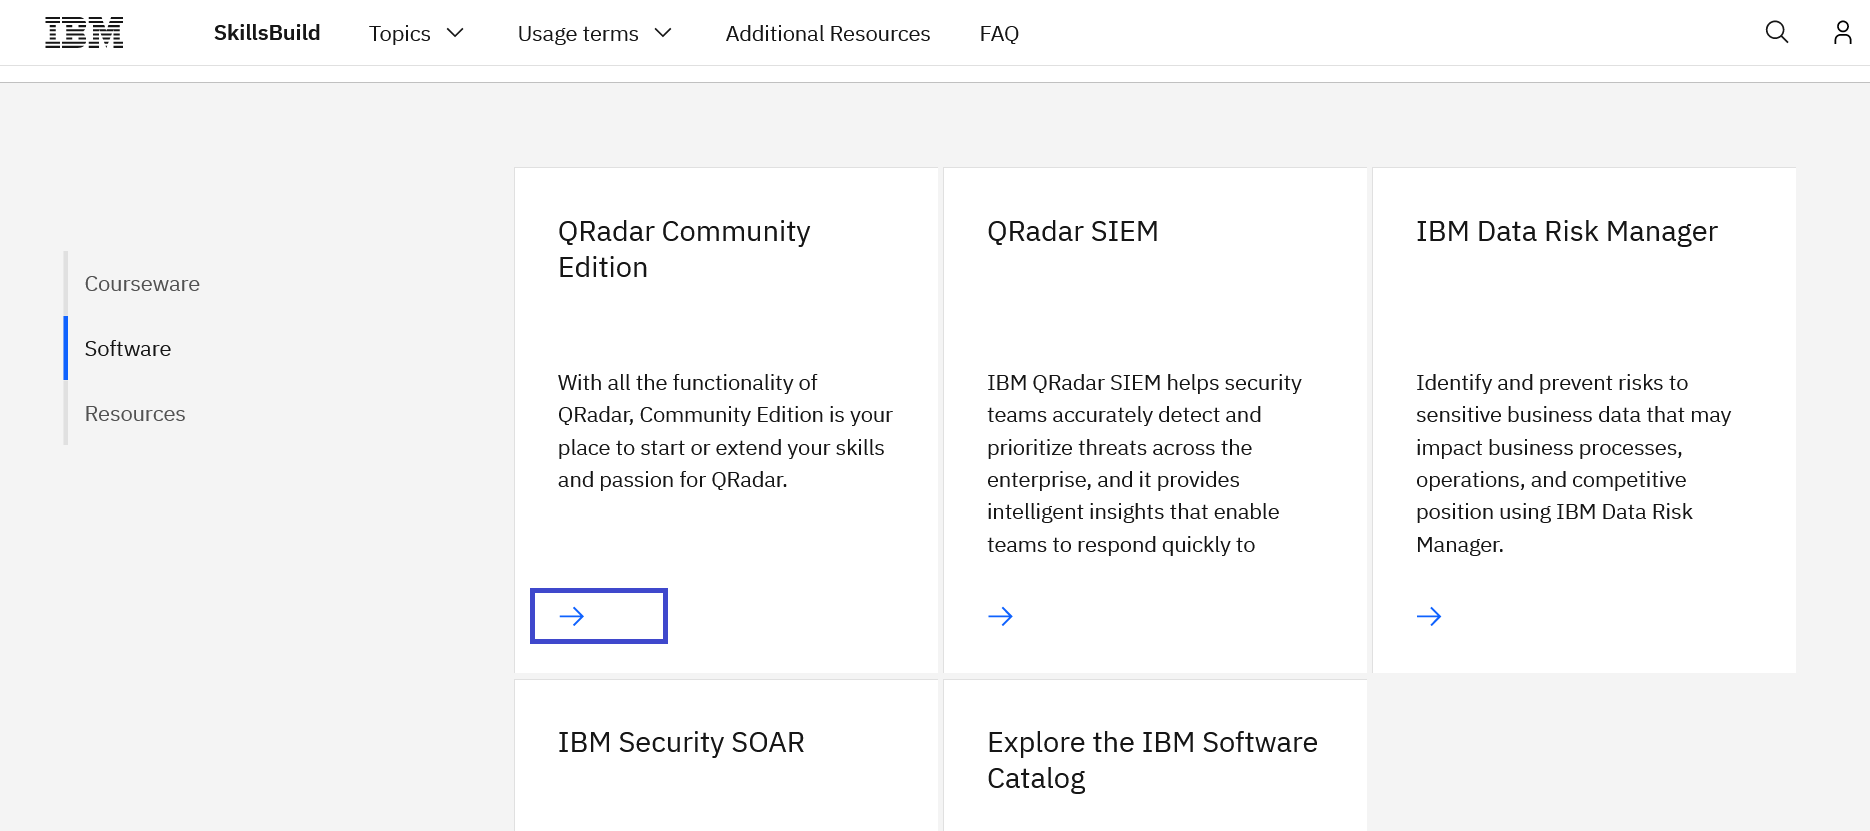 IBM SkillsBuild Topics Usage terms Additional Resources FAQ
Courseware
Software
Resources
QRadar Community
Edition
With all the functionality of
QRadar, Community Edition is your
place to start or extend your skills
and passion for QRadar.
QRadar SIEM
IBM QRadar SIEM helps security
teams accurately detect and
prioritize threats across the
enterprise, and it provides
intelligent insights that enable
teams to respond quickly to
IBM Data Risk Manager
Identify and prevent risks to
sensitive business data that may
impact business processes,
operations, and competitive
position using IBM Data Risk
Manager.
IBM Security SOAR
Explore the IBM Software
Catalog